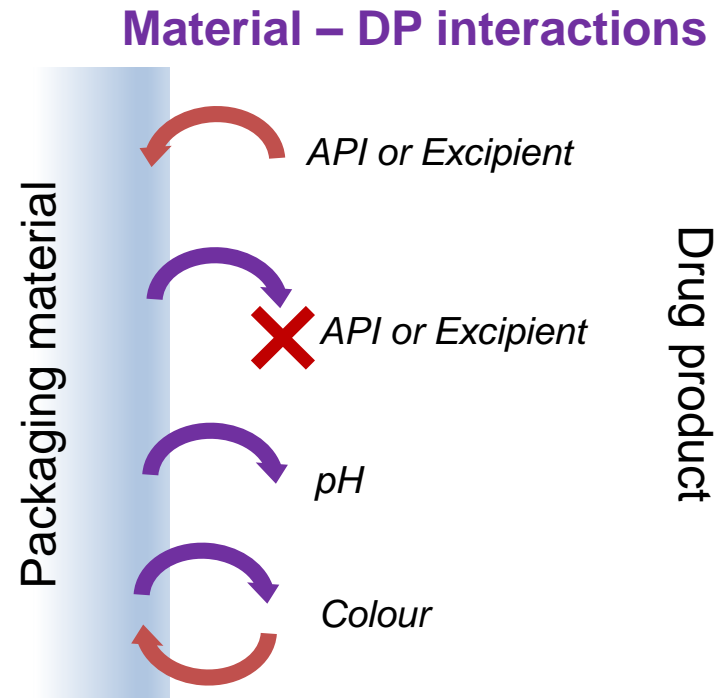 Material – DP interactions
Packaging material
API or Excipient
API or Excipient
pH
Colour
Drug product